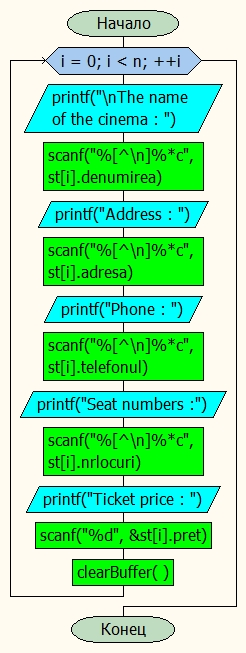 Начало
i = 0; i < n; ++i
printf("\nThe name
of the cinema : ")
scanf("%[^\n]%*c",
st[i].denumirea)
printf("Address : ")
scanf("%[^\n]%*c",
st[i].adresa)
printf("Phone : ")
scanf("%[^\n]%*c",
st[i].telefonul)
printf("Seat numbers :")
scanf("%[^\n]%*c",
st[i].nrlocuri)
printf("Ticket price : ")
scanf("%d", &st[i].pret)
clearBuffer( )
Конец